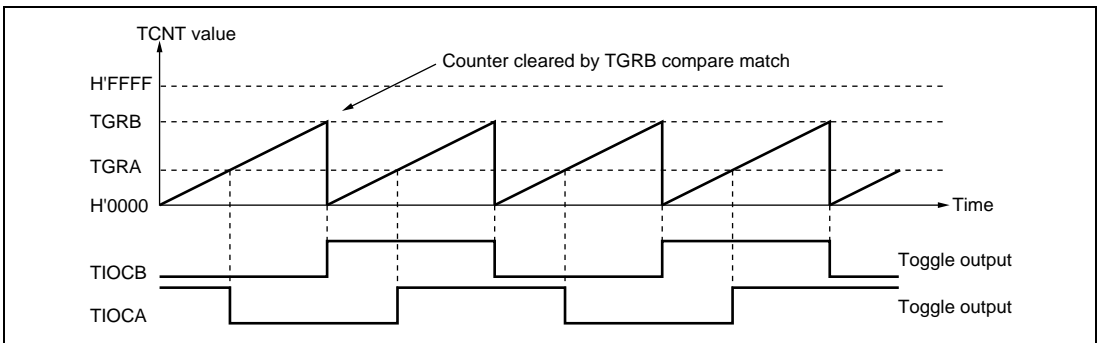 TCNT value
Counter cleared by TGRB compare match
H'FFFF
TGRB
TGRA
H'0000
Time
TIOCB
Toggle output
TIOCA
Toggle output